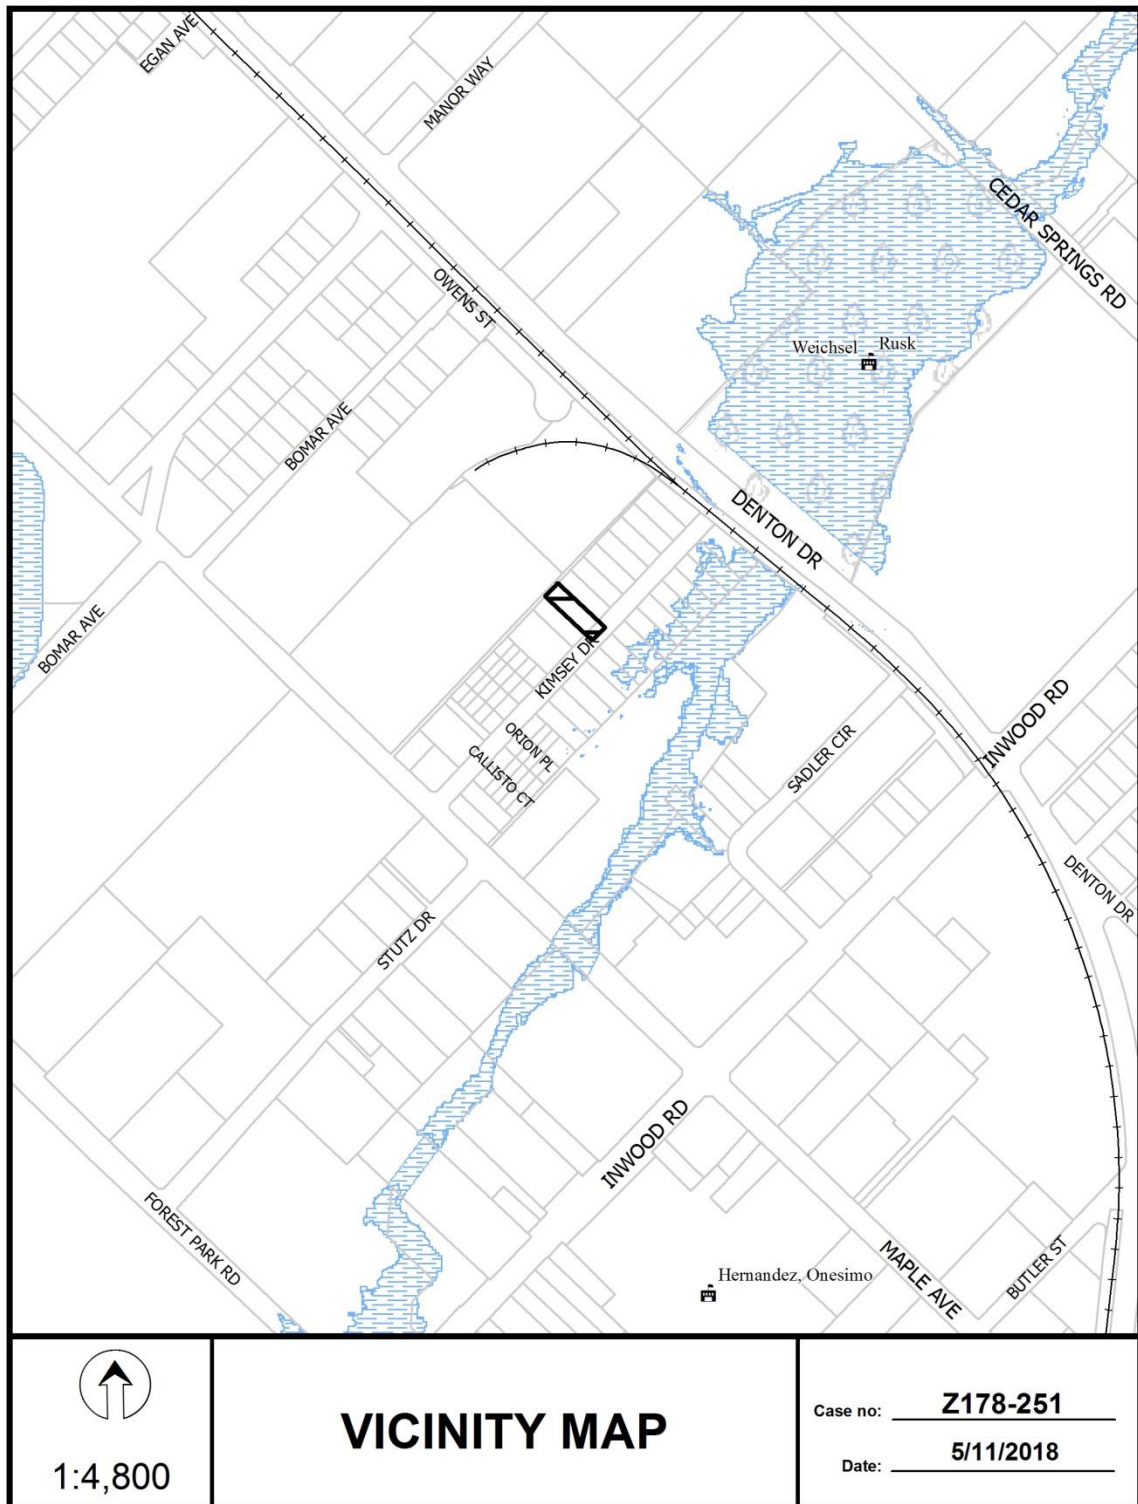 EGAN AVE
MANOR WAY
CEDAR SPRINGS RD
OWENS ST
Weichsel Rusk
BOMAR AVE
DENTON DR
BOMAR AVE
KIMSEY DR
INWOOD RD
ORION PL
SADLER CIR
CALLISTO CT
DENTON DR
STUTZ DR
INWOOD RD
FOREST PARK RD
MAPLE AVE
BUTLER ST
Hernandez, Onesimo
1:4,800
VICINITY MAP
Case no: Z178-251
Date: 5/11/2018